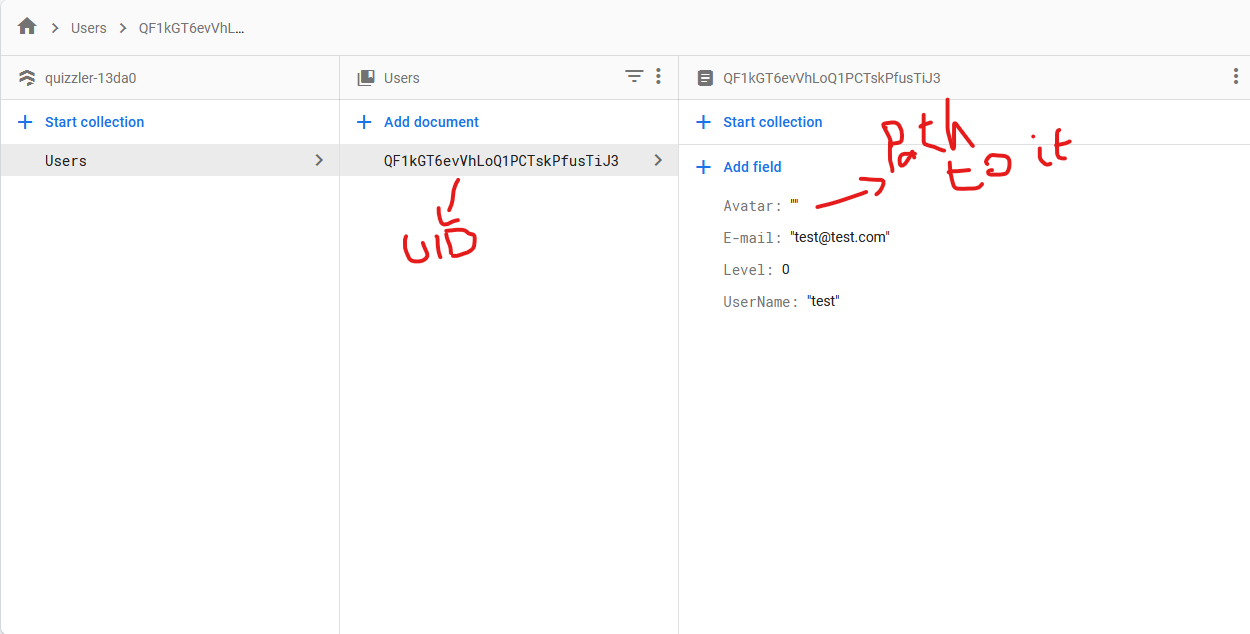 Users
QF1kGT6evVhL...
quizzler-13da0
Users
QF1kGT6evVhLoQ1PCTskPfusTiJ3
Start collection
Add document
Start collection
Users
QF1kGT6evVhLoQ1PCTskPfusTiJ3
Add field
Avatar: ""
E-mail: "test@test.com"
Level: 0
UserName: "test"
UID
Path
to it